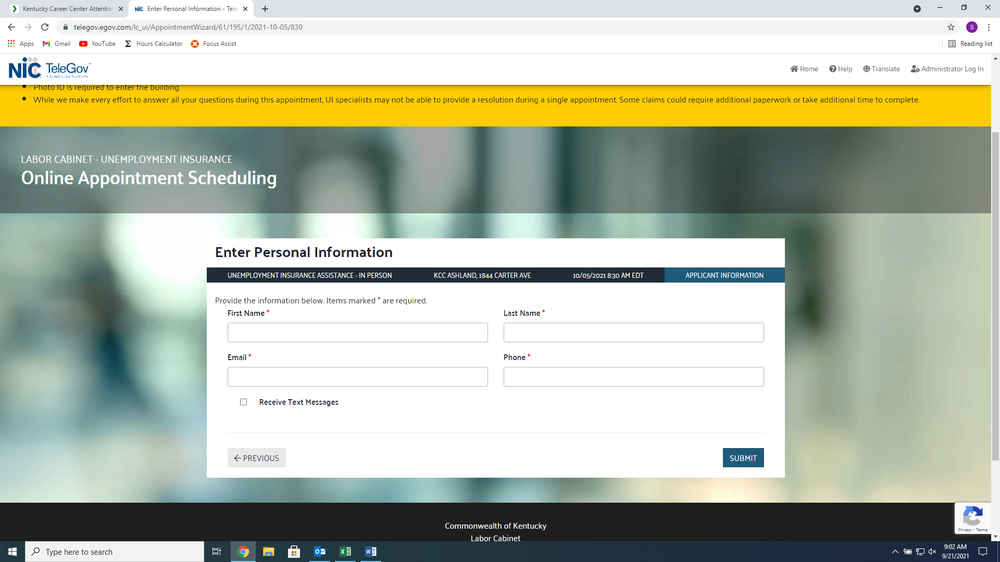 Kentucky Career Center Attention
NIC Enter Personal Information - Tele
telegov.egov.com/lc_ui/AppointmentWizard/61/195/1/2021-10-05/830
S
Apps Gmail YouTube Hours Calculator Focus Assist Reading list
NIC TeleGov™
A SCHEDULING PLATFORM
Home Help Translate Administrator Log In
Photo ID is required to enter the building.
While we make every effort to answer all your questions during this appointment, UI specialists may not be able to provide a resolution during a single appointment. Some claims could require additional paperwork or take additional time to complete.
LABOR CABINET - UNEMPLOYMENT INSURANCE
Online Appointment Scheduling
Enter Personal Information
UNEMPLOYMENT INSURANCE ASSISTANCE - IN PERSON KCC ASHLAND, 1844 CARTER AVE 10/05/2021 8:30 AM EDT APPLICANT INFORMATION
Provide the information below. Items marked * are required.
First Name * Last Name *
Email * Phone *
Receive Text Messages
PREVIOUS SUBMIT
Commonwealth of Kentucky
Labor Cabinet
Privacy - Terms
Type here to search
9:02 AM
9/21/2021